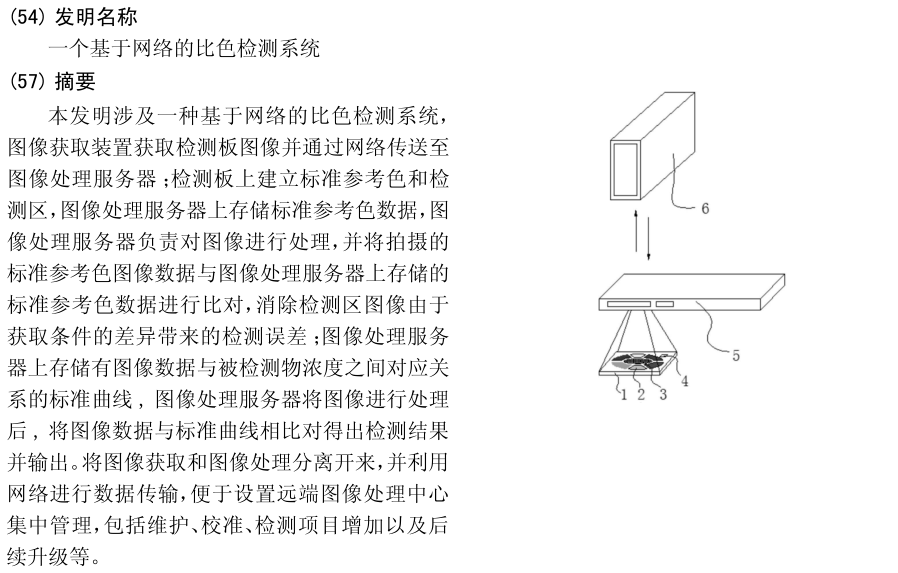 (54) 发明名称
一个基于网络的比色检测系统
(57) 摘要
本发明涉及一种基于网络的比色检测系统，
图像获取装置获取检测板图像并通过网络传送至
图像处理服务器；检测板上建立标准参考色和检
测区，图像处理服务器上存储标准参考色数据，图
像处理服务器负责对图像进行处理，并将拍摄的
标准参考色图像数据与图像处理服务器上存储的
标准参考色数据进行比对，消除检测区图像由于
获取条件的差异带来的检测误差；图像处理服务
器上存储有图像数据与被检测物浓度之间对应关
系的标准曲线，图像处理服务器将图像进行处理
后，将图像数据与标准曲线相比对得出检测结果
并输出。将图像获取和图像处理分离开来，并利用
网络进行数据传输，便于设置远端图像处理中心
集中管理，包括维护、校准、检测项目增加以及后
续升级等。
6
5
4
1 2 3